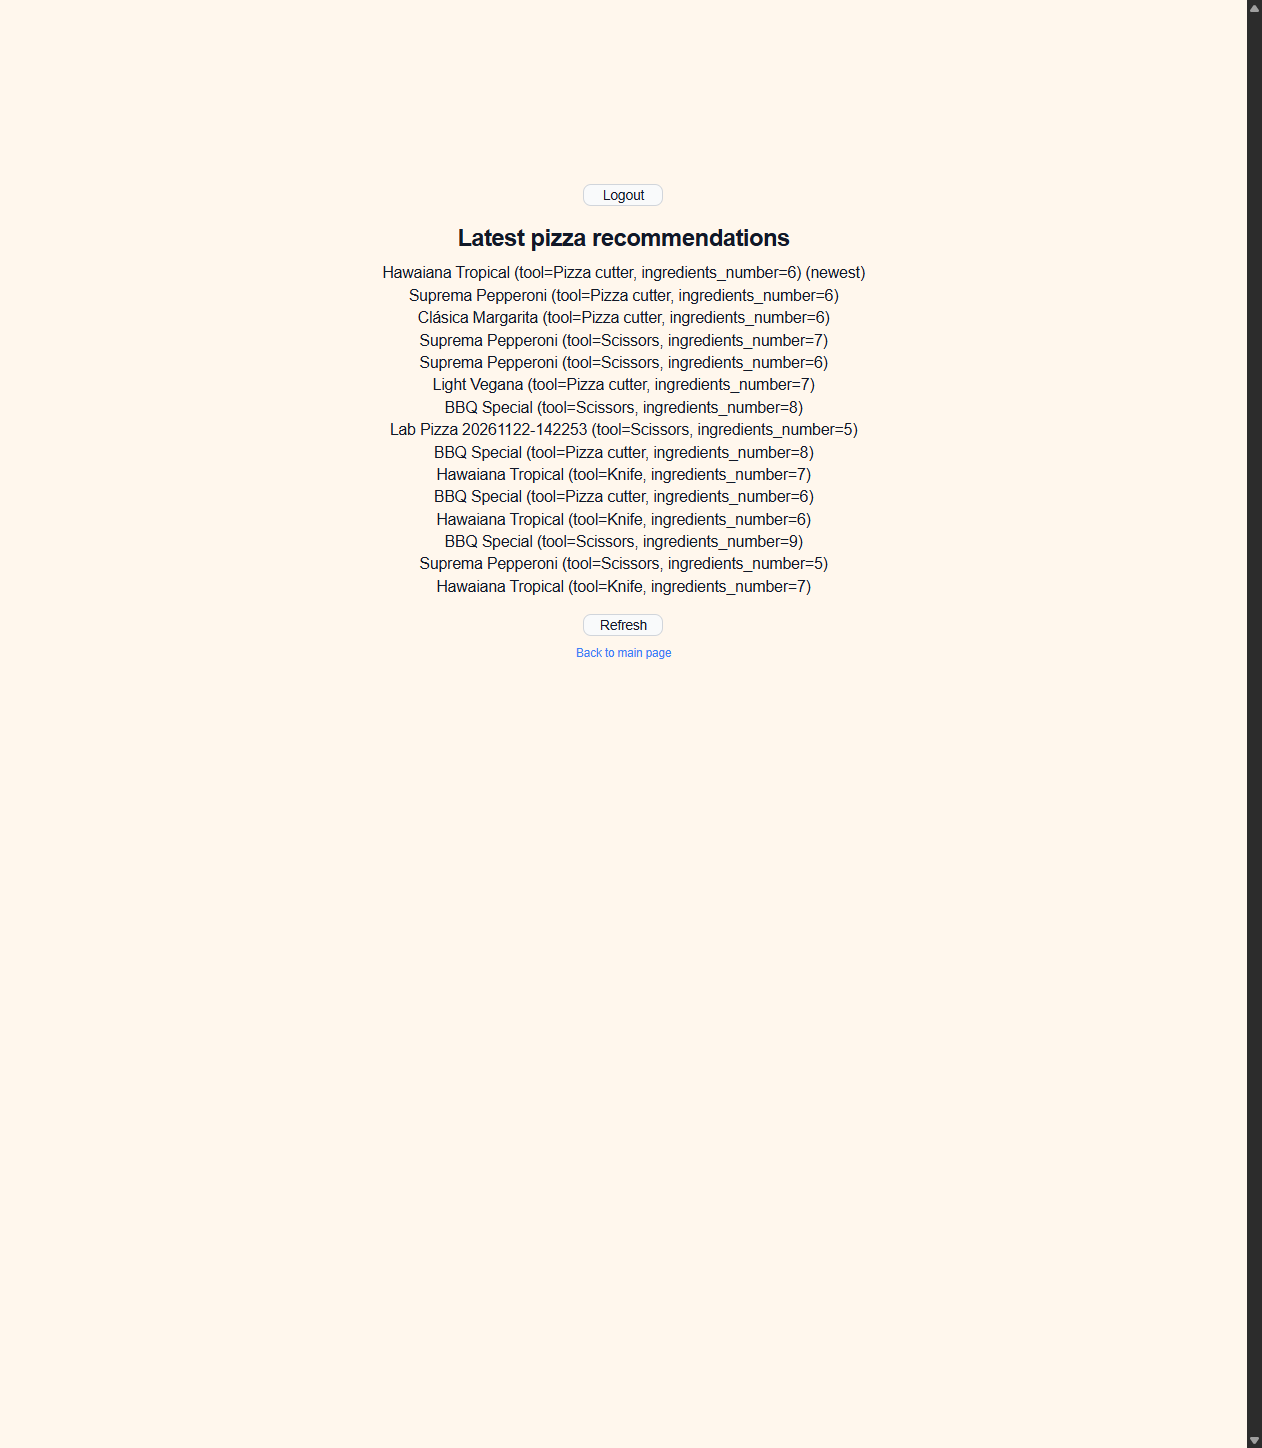 Logout
Latest pizza recommendations
Hawaiana Tropical (tool=Pizza cutter, ingredients_number=6) (newest)
Suprema Pepperoni (tool=Pizza cutter, ingredients_number=6)
Clásica Margarita (tool=Pizza cutter, ingredients_number=6)
Suprema Pepperoni (tool=Scissors, ingredients_number=7)
Suprema Pepperoni (tool=Scissors, ingredients_number=6)
Light Vegana (tool=Pizza cutter, ingredients_number=7)
BBQ Special (tool=Scissors, ingredients_number=8)
Lab Pizza 20261122-142253 (tool=Scissors, ingredients_number=5)
BBQ Special (tool=Pizza cutter, ingredients_number=8)
Hawaiana Tropical (tool=Knife, ingredients_number=7)
BBQ Special (tool=Pizza cutter, ingredients_number=6)
Hawaiana Tropical (tool=Knife, ingredients_number=6)
BBQ Special (tool=Scissors, ingredients_number=9)
Suprema Pepperoni (tool=Scissors, ingredients_number=5)
Hawaiana Tropical (tool=Knife, ingredients_number=7)
Refresh
Back to main page